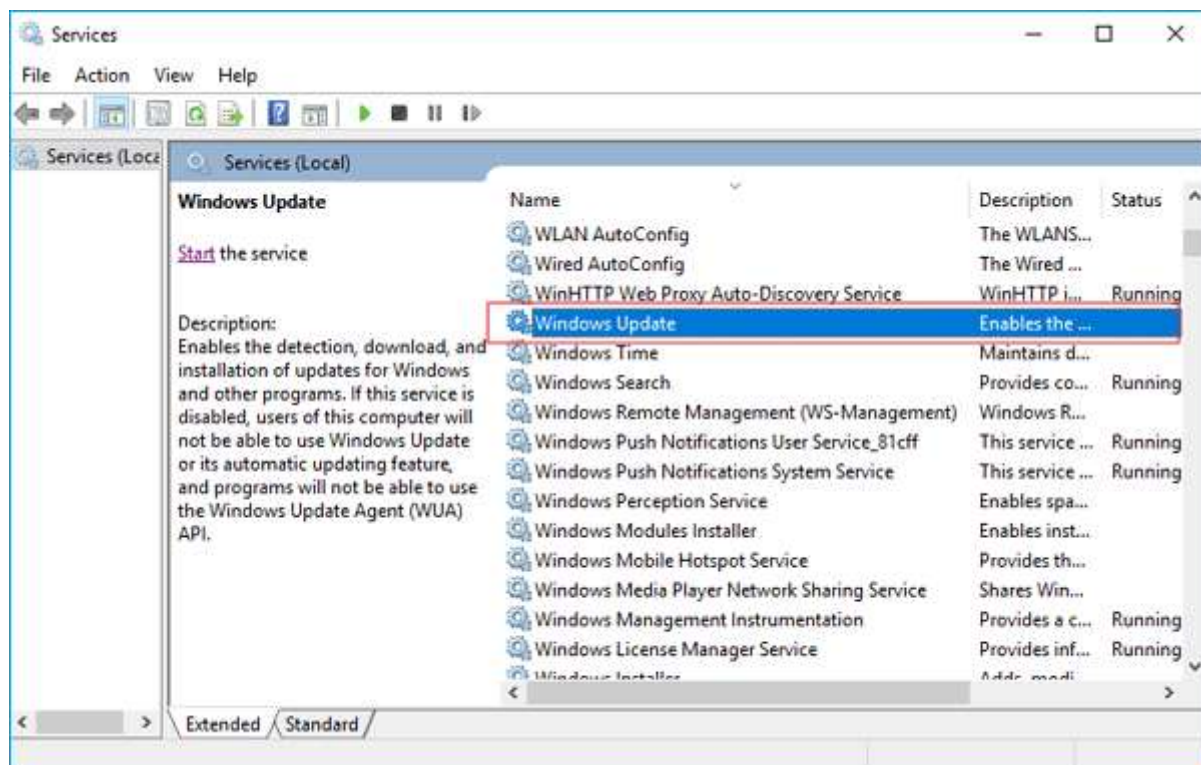 Services
File Action View Help
Services (Loca
Services (Local)
Windows Update
Start the service
Description:
Enables the detection, download, and
installation of updates for Windows
and other programs. If this service is
disabled, users of this computer will
not be able to use Windows Update
or its automatic updating feature,
and programs will not be able to use
the Windows Update Agent (WUA)
API.
Name Description Status
WLAN AutoConfig The WLANS...
Wired AutoConfig The Wired ...
WinHTTP Web Proxy Auto-Discovery Service WinHTTP i... Running
Windows Update Enables the ...
Windows Time Maintains d...
Windows Search Provides co... Running
Windows Remote Management (WS-Management) Windows R...
Windows Push Notifications User Service_81cff This service ... Running
Windows Push Notifications System Service This service ... Running
Windows Perception Service Enables spa...
Windows Modules Installer Enables inst...
Windows Mobile Hotspot Service Provides th...
Windows Media Player Network Sharing Service Shares Win...
Windows Management Instrumentation Provides a c... Running
Windows License Manager Service Provides inf... Running
Windows Installer Adds, modi
Extended Standard